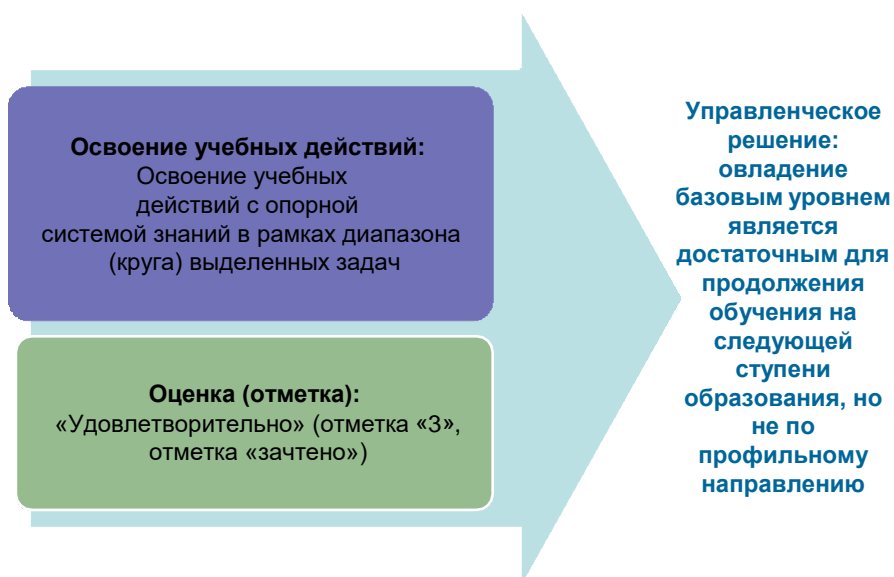 Освоение учебных действий:
Освоение учебных
действий с опорной
системой знаний в рамках диапазона
(круга) выделенных задач
Оценка (отметка):
«Удовлетворительно» (отметка «3»,
отметка «зачтено»)
Управленческое
решение:
овладение
базовым уровнем
является
достаточным для
продолжения
обучения на
следующей
ступени
образования, но
не по
профильному
направлению